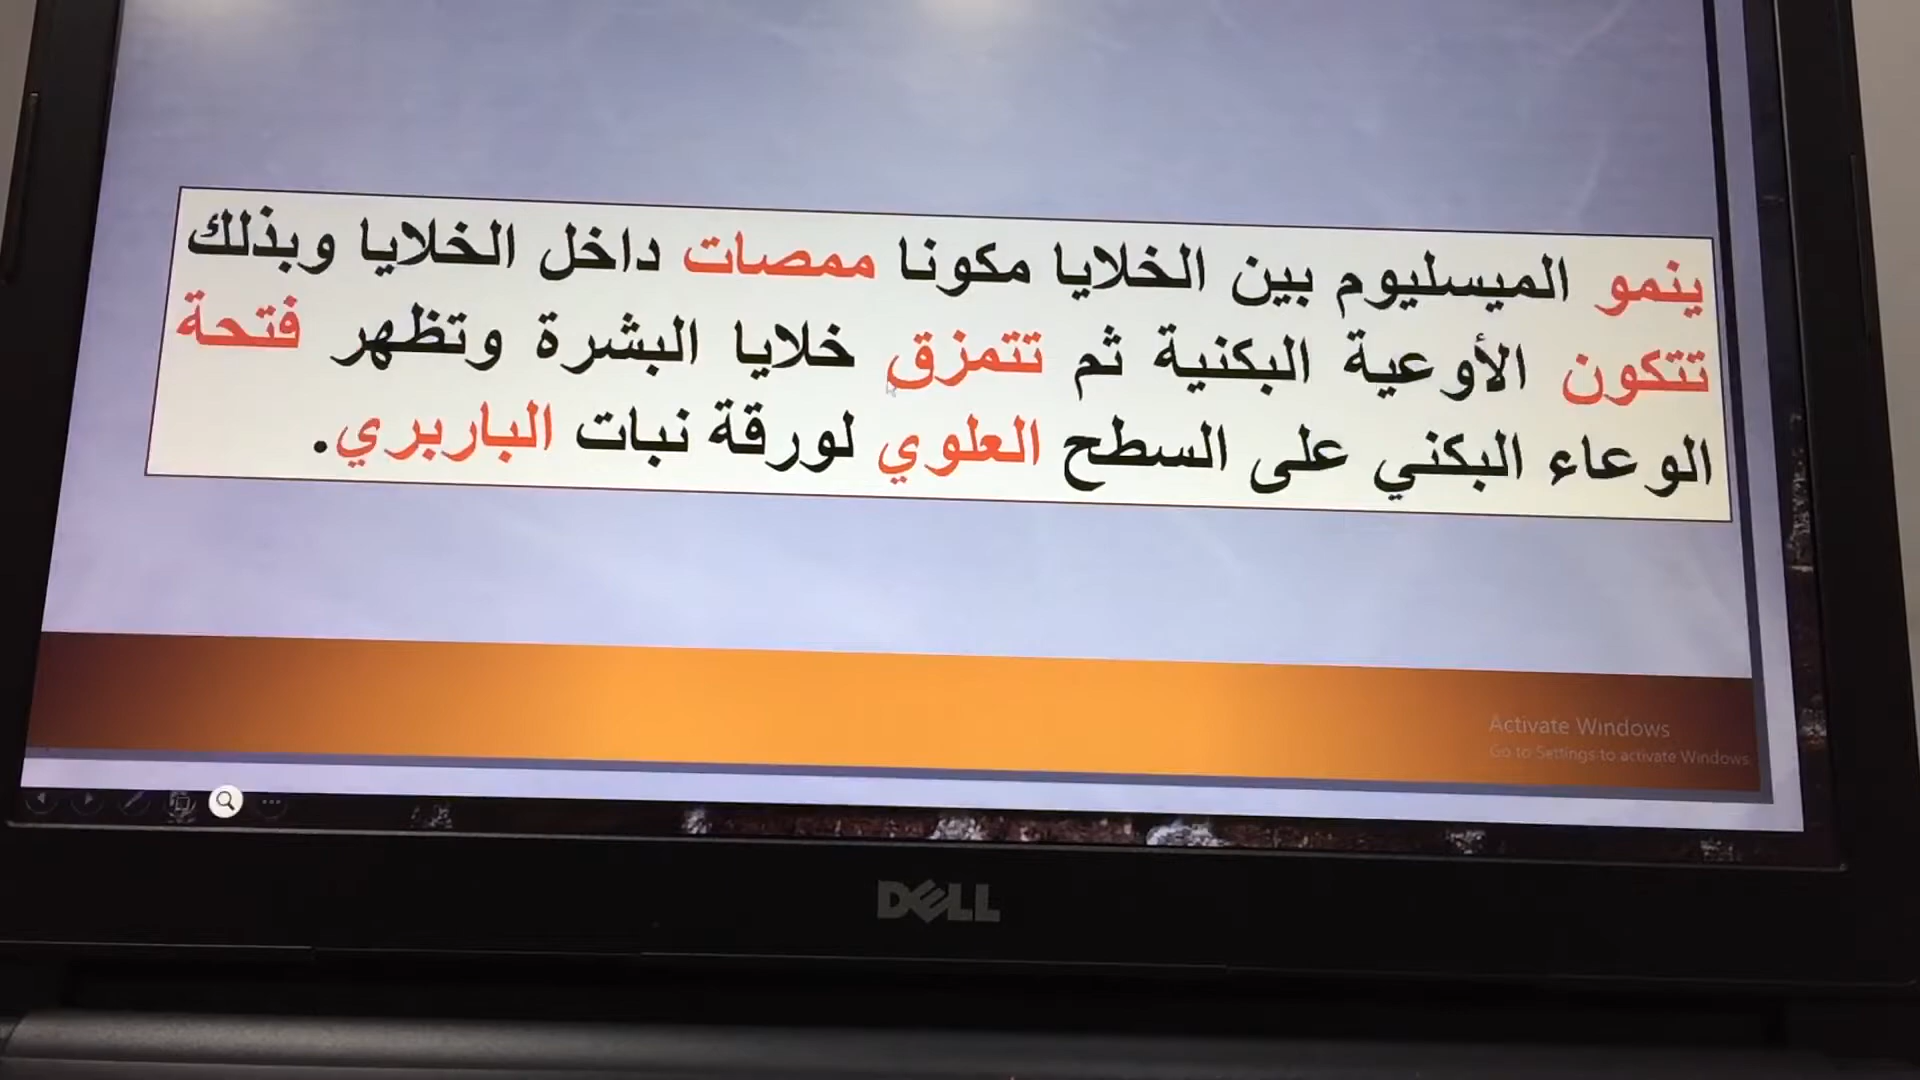 ينمو الميسليوم بين الخلايا مكونا ممصات داخل الخلايا وبذلك
تتكون الأوعية البكنية ثم تتمزق خلايا البشرة وتظهر فتحة
الوعاء البكني على السطح العلوي لورقة نبات الباربري.
Activate Windows
Go to Settings to activate Windows.
DELL